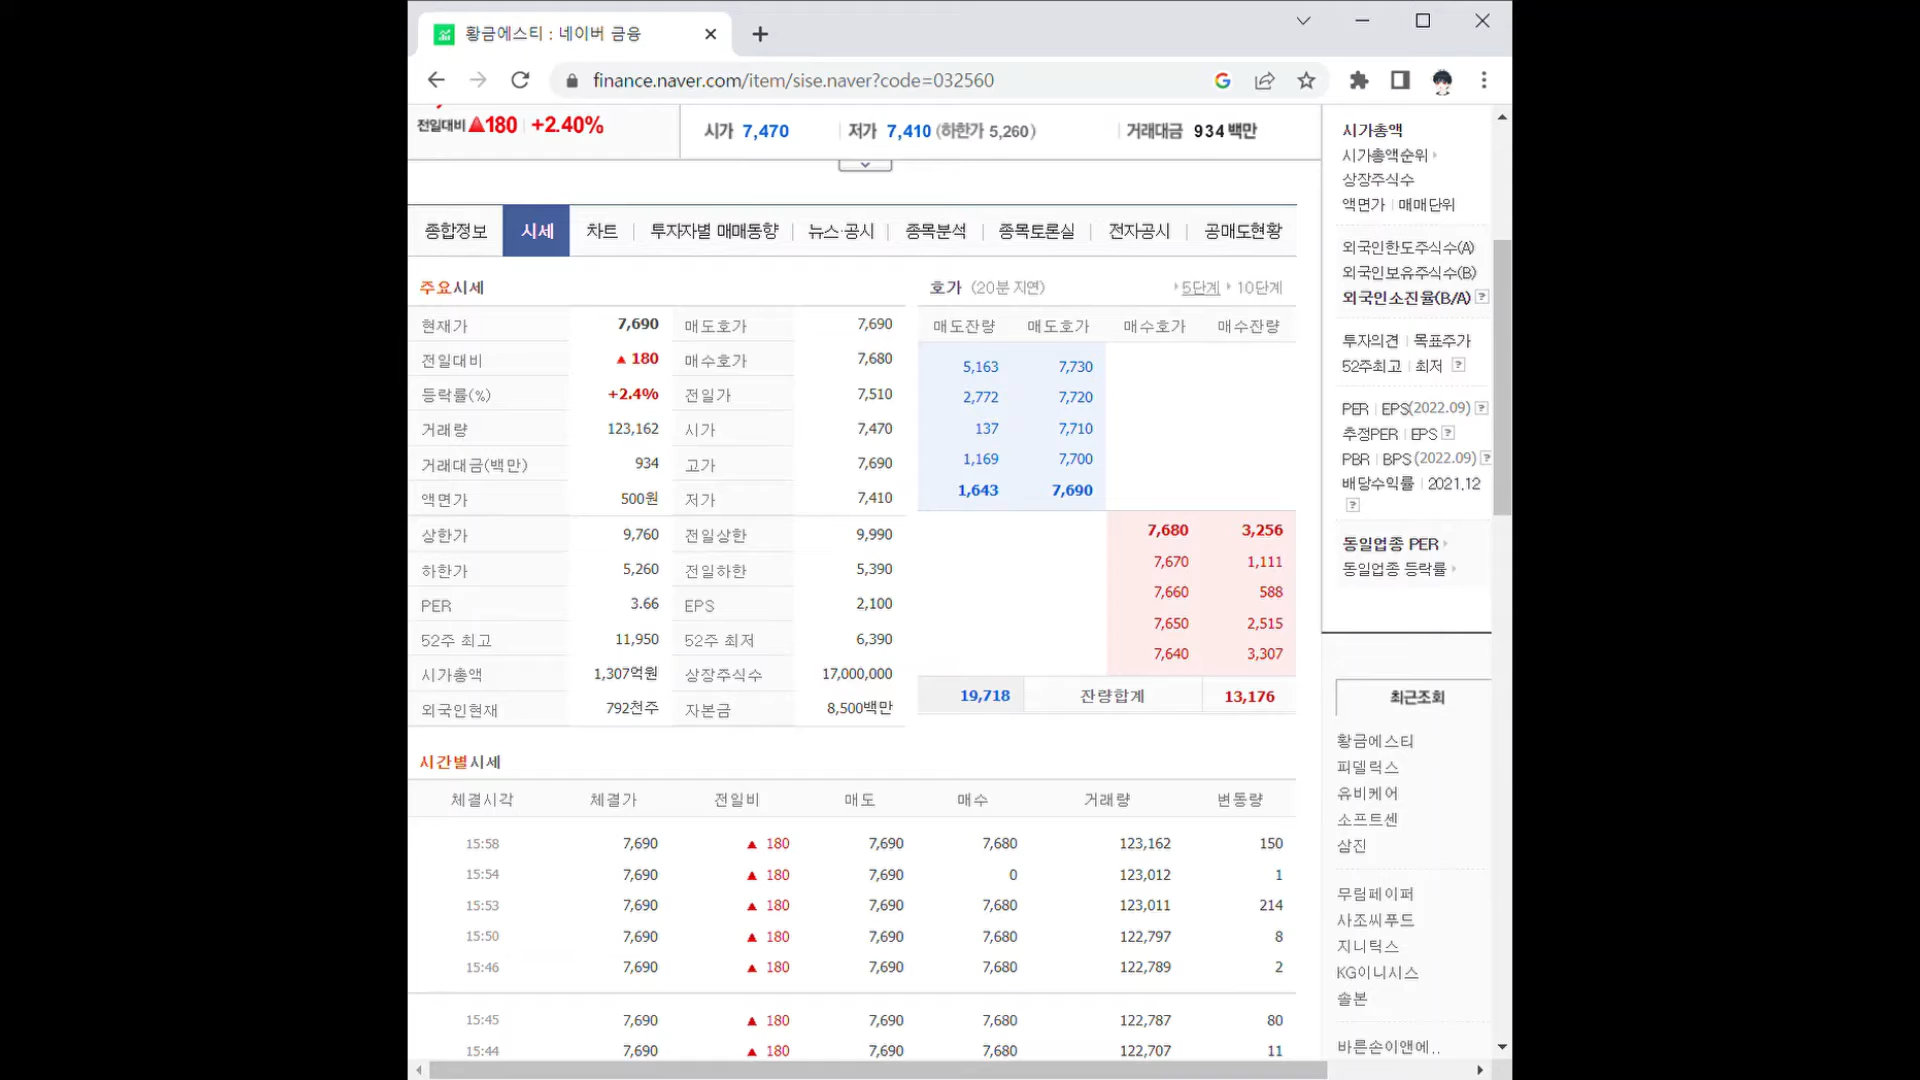 황금에스티 : 네이버 금융
finance.naver.com/item/sise.naver?code=032560
전일대비 ▲180 +2.40%
시가 7,470 저가 7,410 (하한가 5,260) 거래대금 934 백만
종합정보 시세 차트 투자자별 매매동향 뉴스·공시 종목분석 종목토론실 전자공시 공매도현황
주요시세
현재가 7,690 매도호가 7,690
전일대비 ▲ 180 매수호가 7,680
등락률(%) +2.4% 전일가 7,510
거래량 123,162 시가 7,470
거래대금(백만) 934 고가 7,690
액면가 500원 저가 7,410
상한가 9,760 전일상한 9,990
하한가 5,260 전일하한 5,390
PER 3.66 EPS 2,100
52주 최고 11,950 52주 최저 6,390
시가총액 1,307억원 상장주식수 17,000,000
외국인현재 792천주 자본금 8,500백만
호가 (20분 지연) 5단계 10단계
매도잔량 매도호가 매수호가 매수잔량
5,163 7,730
2,772 7,720
137 7,710
1,169 7,700
1,643 7,690
7,680 3,256
7,670 1,111
7,660 588
7,650 2,515
7,640 3,307
19,718 잔량합계 13,176
시간별시세
체결시각 체결가 전일비 매도 매수 거래량 변동량
15:58 7,690 ▲ 180 7,690 7,680 123,162 150
15:54 7,690 ▲ 180 7,690 0 123,012 1
15:53 7,690 ▲ 180 7,690 7,680 123,011 214
15:50 7,690 ▲ 180 7,690 7,680 122,797 8
15:46 7,690 ▲ 180 7,690 7,680 122,789 2
15:45 7,690 ▲ 180 7,690 7,680 122,787 80
15:44 7,690 ▲ 180 7,690 7,680 122,707 11
시가총액
시가총액순위
상장주식수
액면가 | 매매단위
외국인한도주식수(A)
외국인보유주식수(B)
외국인소진율(B/A) ?
투자의견 | 목표주가
52주최고 | 최저 ?
PER | EPS(2022.09) ?
추정PER | EPS ?
PBR | BPS (2022.09) ?
배당수익률 | 2021.12
?
동일업종 PER
동일업종 등락률
최근조회
황금에스티
피델릭스
유비케어
소프트센
삼진
무림페이퍼
사조씨푸드
지니틱스
KG이니시스
솔본
바른손이앤에..